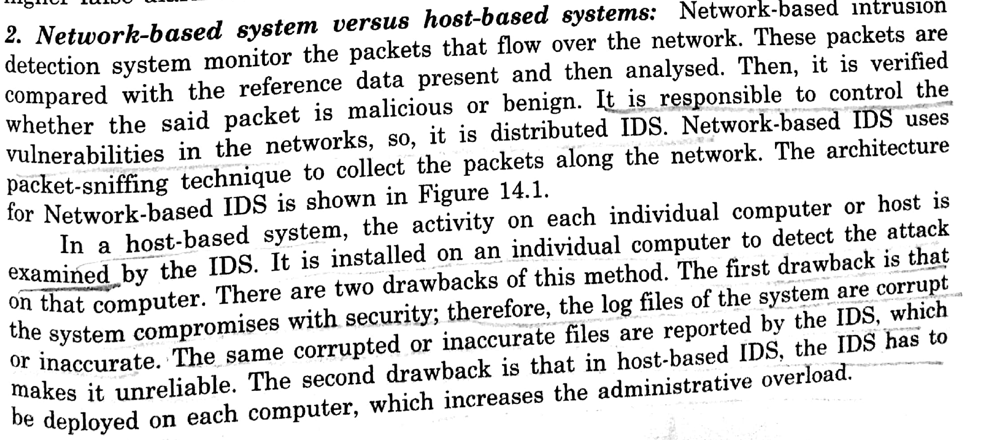 2. Network-based system versus host-based systems: Network-based intrusion
detection system monitor the packets that flow over the network. These packets are
compared with the reference data present and then analysed. Then, it is verified
whether the said packet is malicious or benign. It is responsible to control the
vulnerabilities in the networks, so, it is distributed IDS. Network-based IDS uses
packet-sniffing technique to collect the packets along the network. The architecture
for Network-based IDS is shown in Figure 14.1.
In a host-based system, the activity on each individual computer or host is
examined by the IDS. It is installed on an individual computer to detect the attack
on that computer. There are two drawbacks of this method. The first drawback is that
the system compromises with security; therefore, the log files of the system are corrupt
or inaccurate. The same corrupted or inaccurate files are reported by the IDS, which
makes it unreliable. The second drawback is that in host-based IDS, the IDS has to
be deployed on each computer, which increases the administrative overload.